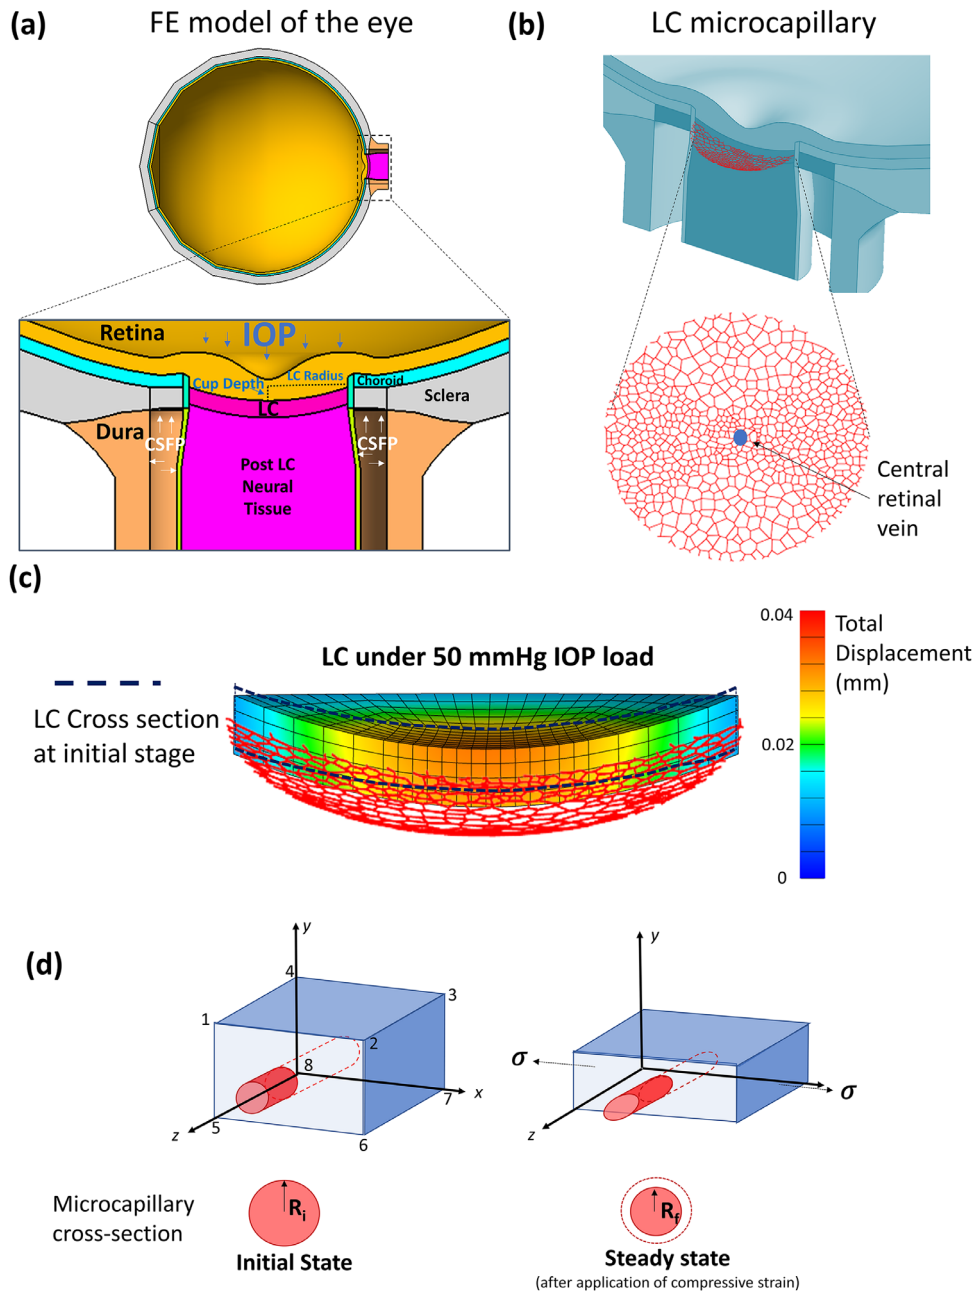 (a)
FE model of the eye
(b)
LC microcapillary
Retina
IOP
Cup Depth
LC Radius
Choroid
LC
Sclera
Dura
CSFP
CSFP
Post LC
Neural
Tissue
Central
retinal
vein
(c)
LC under 50 mmHg IOP load
LC Cross section
at initial stage
0.04
0.02
0
Total
Displacement
(mm)
(d)
y
4
3
1
2
8
x
7
z
5
6
y
σ
σ
z
Microcapillary
cross-section
Ri
Initial State
Rf
Steady state
(after application of compressive strain)